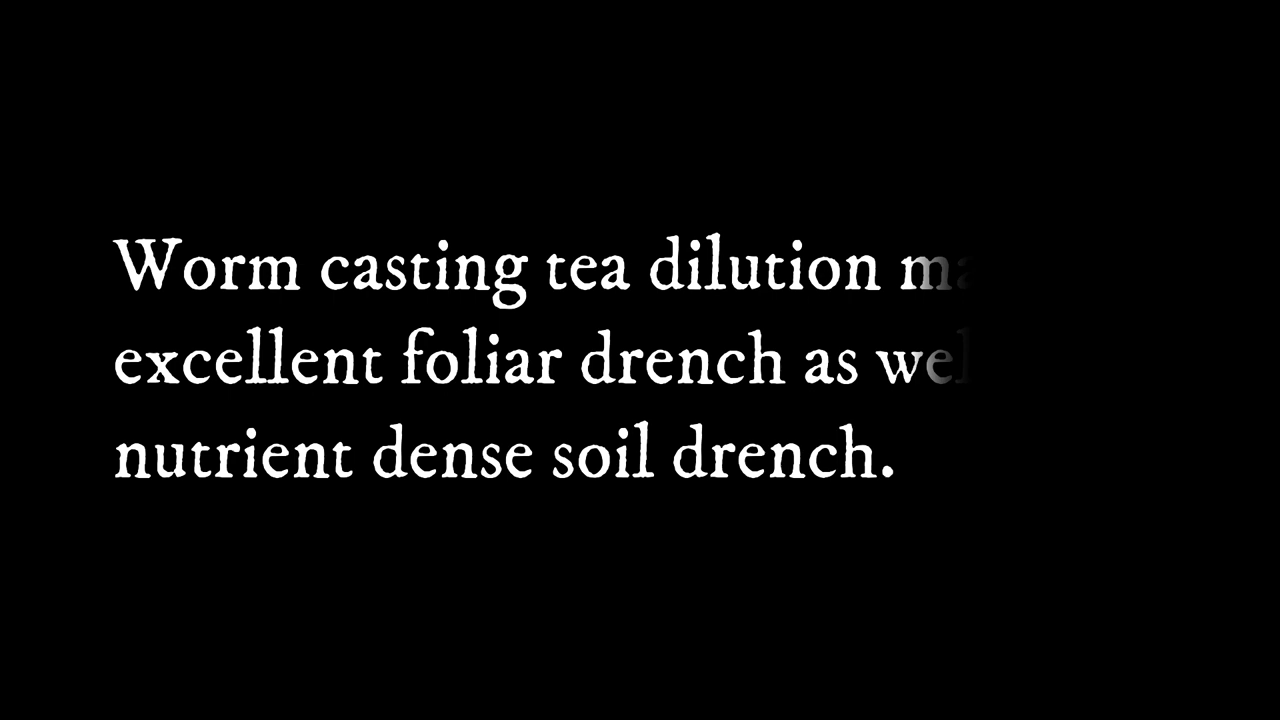 Worm casting tea dilution
excellent foliar drench as
nutrient dense soil drench.